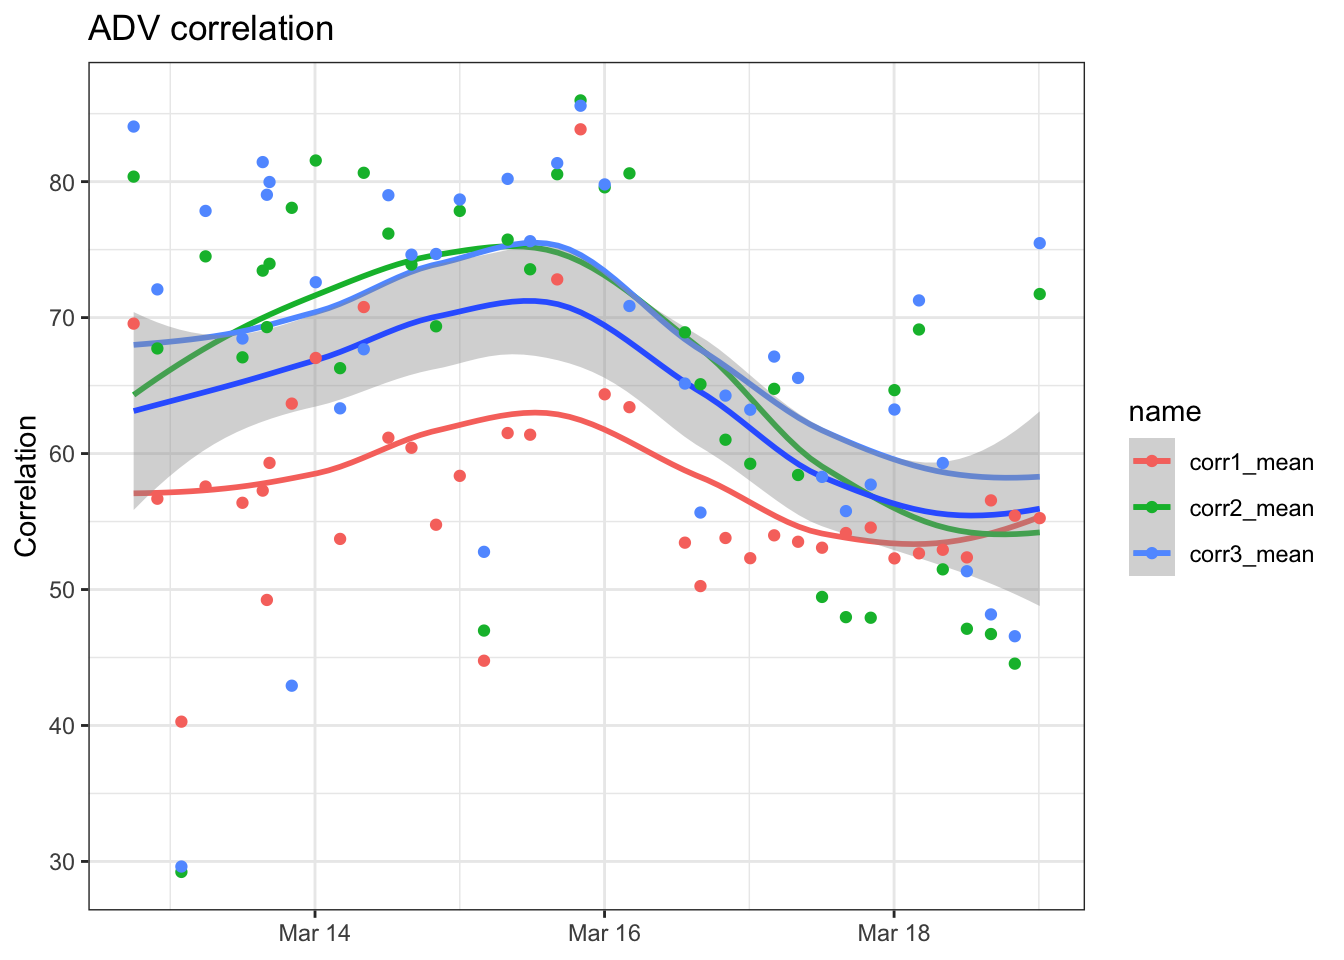 ADV correlation
Correlation
80
70
60
50
40
30
Mar 14
Mar 16
Mar 18
name
corr1_mean
corr2_mean
corr3_mean